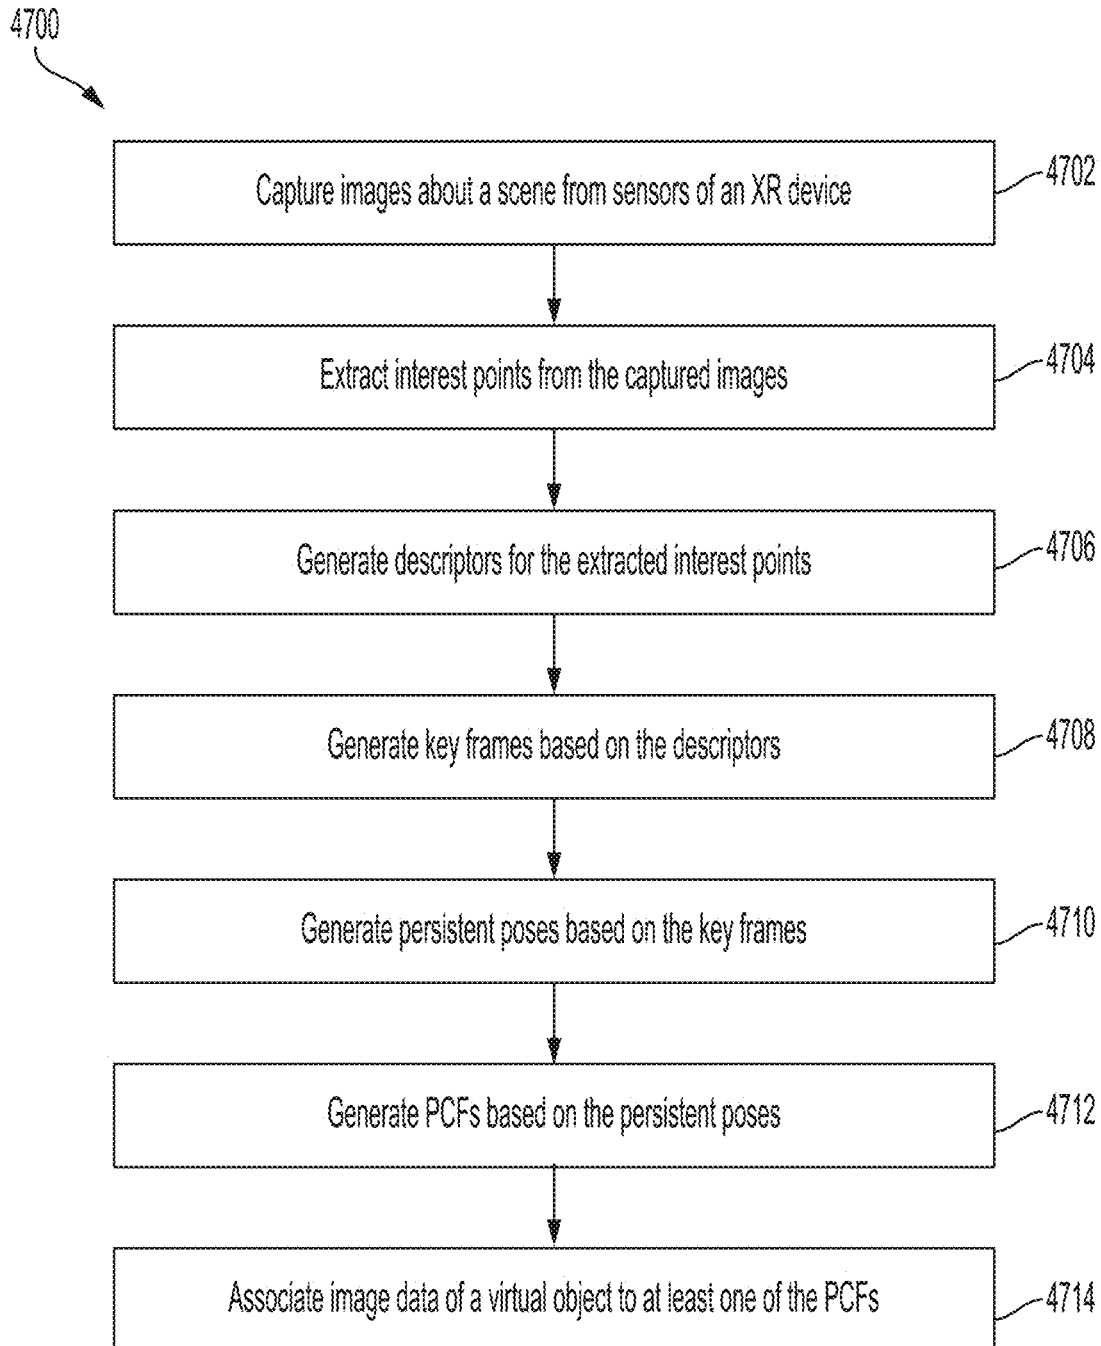 4700
Capture images about a scene from sensors of an XR device
4702
Extract interest points from the captured images
4704
Generate descriptors for the extracted interest points
4706
Generate key frames based on the descriptors
4708
Generate persistent poses based on the key frames
4710
Generate PCFs based on the persistent poses
4712
Associate image data of a virtual object to at least one of the PCFs
4714